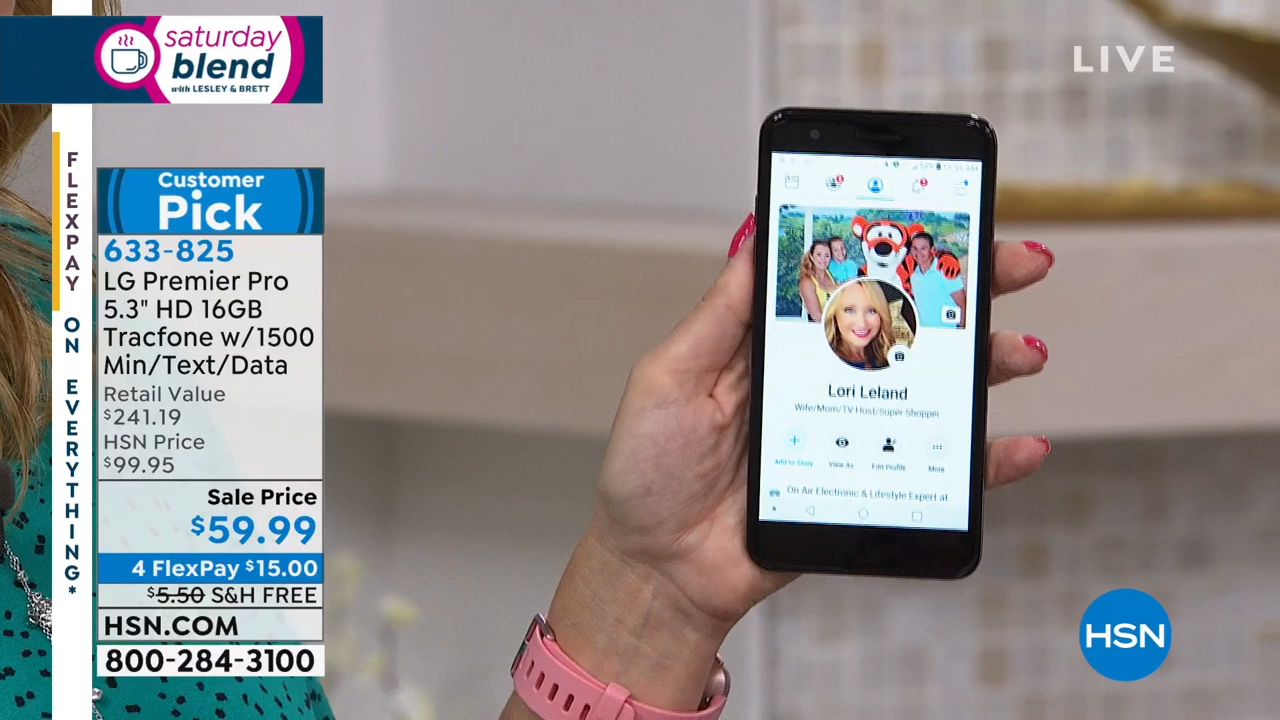 saturday
blend
with LESLEY & BRETT
LIVE
FLEXPAY ON EVERYTHING*
Customer
Pick
633-825
LG Premier Pro
5.3" HD 16GB
Tracfone w/1500
Min/Text/Data
Retail Value
$241.19
HSN Price
$99.95
Sale Price
$59.99
4 FlexPay $15.00
$5.50 S&H FREE
HSN.COM
800-284-3100
Lori Leland
Wife/Mom/TV Host/Super Shopper
Add to Story
View As
Edit Profile
More
On Air Electronic & Lifestyle Expert at
HSN